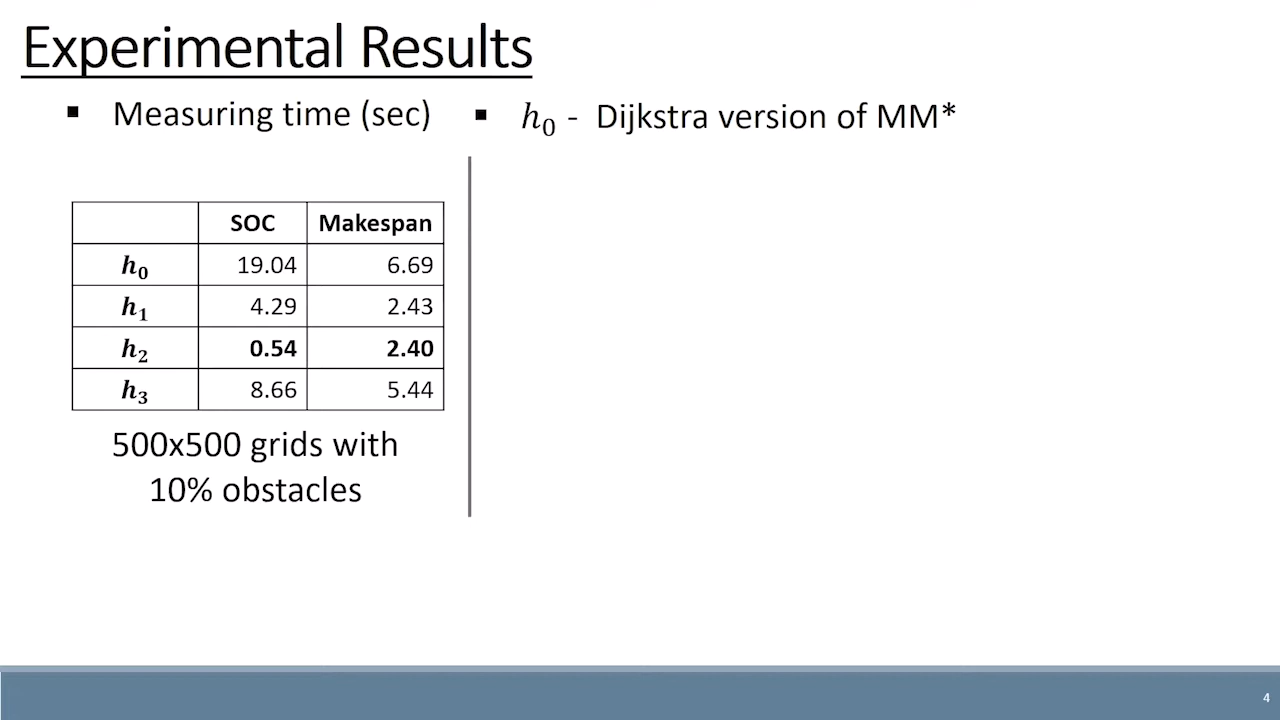 Experimental Results
▪ Measuring time (sec)
▪ h₀ - Dijkstra version of MM*
SOC Makespan
h₀ 19.04 6.69
h₁ 4.29 2.43
h₂ 0.54 2.40
h₃ 8.66 5.44
500x500 grids with
10% obstacles
4